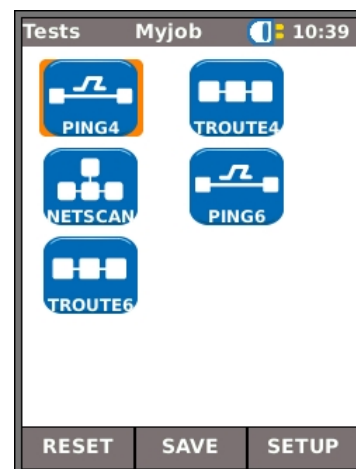 Tests Myjob 10:39
PING4 TROUTE4
NETSCAN PING6
TROUTE6
RESET SAVE SETUP